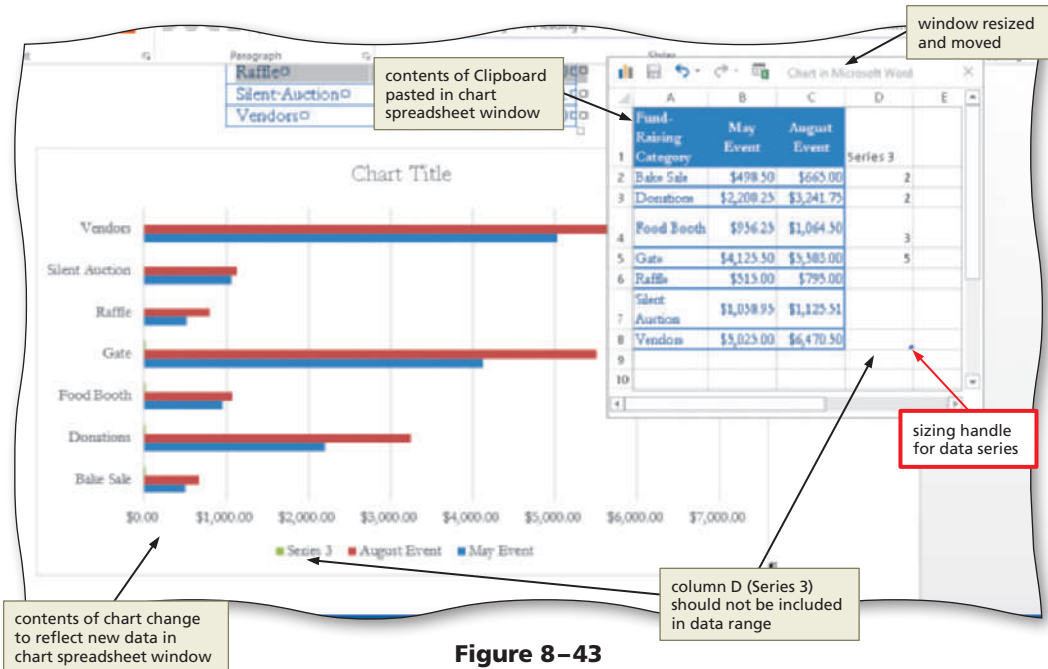 window resized
and moved
Paragraph
Styles
Raffle¤
Silent·Auction¤
Vendors¤
contents of Clipboard
pasted in chart
spreadsheet window
Chart in Microsoft Word
A B C D E
1 Fund-
Raising
Category May
Event August
Event Series 3
2 Bake Sale $498.50 $665.00 2
3 Donations $2,208.25 $3,241.75 2
4 Food Booth $956.25 $1,064.50 3
5 Gate $4,125.50 $5,505.00 5
6 Raffle $515.00 $795.00
7 Silent
Auction $1,058.95 $1,125.51
8 Vendors $5,025.00 $6,470.50
9
10
Chart Title
Vendors
Silent Auction
Raffle
Gate
Food Booth
Donations
Bake Sale
$0.00 $1,000.00 $2,000.00 $3,000.00 $4,000.00 $5,000.00 $6,000.00 $7,000.00
Series 3 August Event May Event
sizing handle
for data series
column D (Series 3)
should not be included
in data range
contents of chart change
to reflect new data in
chart spreadsheet window
Figure 8–43